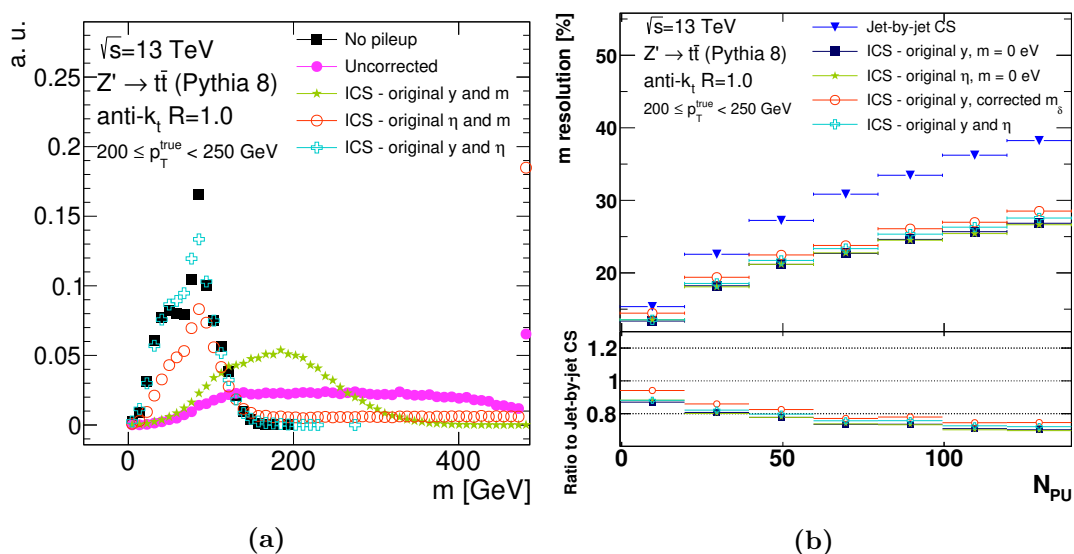 a. u.
0.25
0.2
0.15
0.1
0.05
0
√s=13 TeV
Z' → tt̄ (Pythia 8)
anti-kₜ R=1.0
200 ≤ p_T^true < 250 GeV
No pileup
Uncorrected
ICS - original y and m
ICS - original η and m
ICS - original y and η
0 200 400
m [GeV]
(a)
m resolution [%]
50
40
30
20
√s=13 TeV
Z' → tt̄ (Pythia 8)
anti-kₜ R=1.0
200 ≤ p_T^true < 250 GeV
Jet-by-jet CS
ICS - original y, m = 0 eV
ICS - original η, m = 0 eV
ICS - original y, corrected m_δ
ICS - original y and η
Ratio to Jet-by-jet CS
1.2
1
0.8
0 50 100
N_PU
(b)